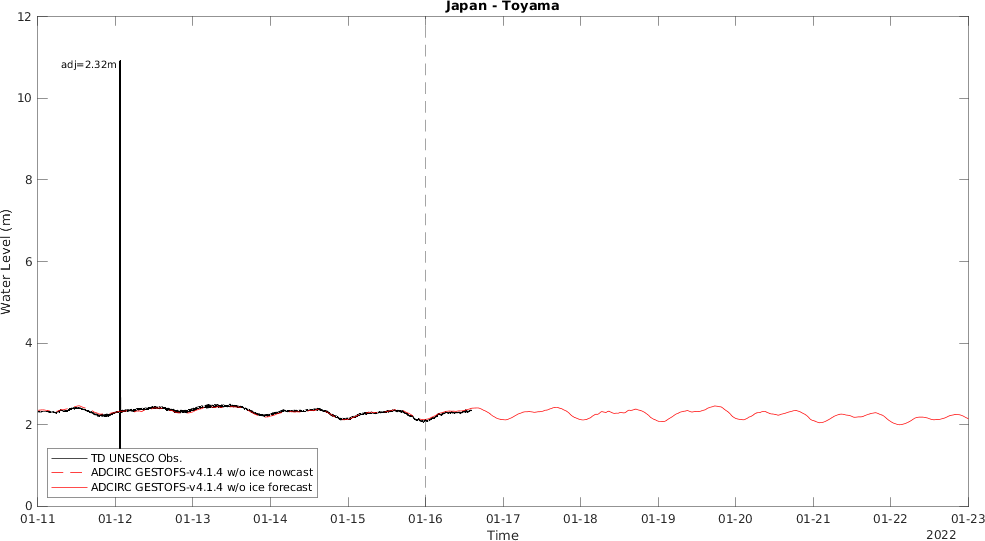 Japan - Toyama
12
10
8
6
4
2
0
Water Level (m)
adj=2.32m
TD UNESCO Obs.
ADCIRC GESTOFS-v4.1.4 w/o ice nowcast
ADCIRC GESTOFS-v4.1.4 w/o ice forecast
01-11 01-12 01-13 01-14 01-15 01-16 01-17 01-18 01-19 01-20 01-21 01-22 01-23
Time
2022